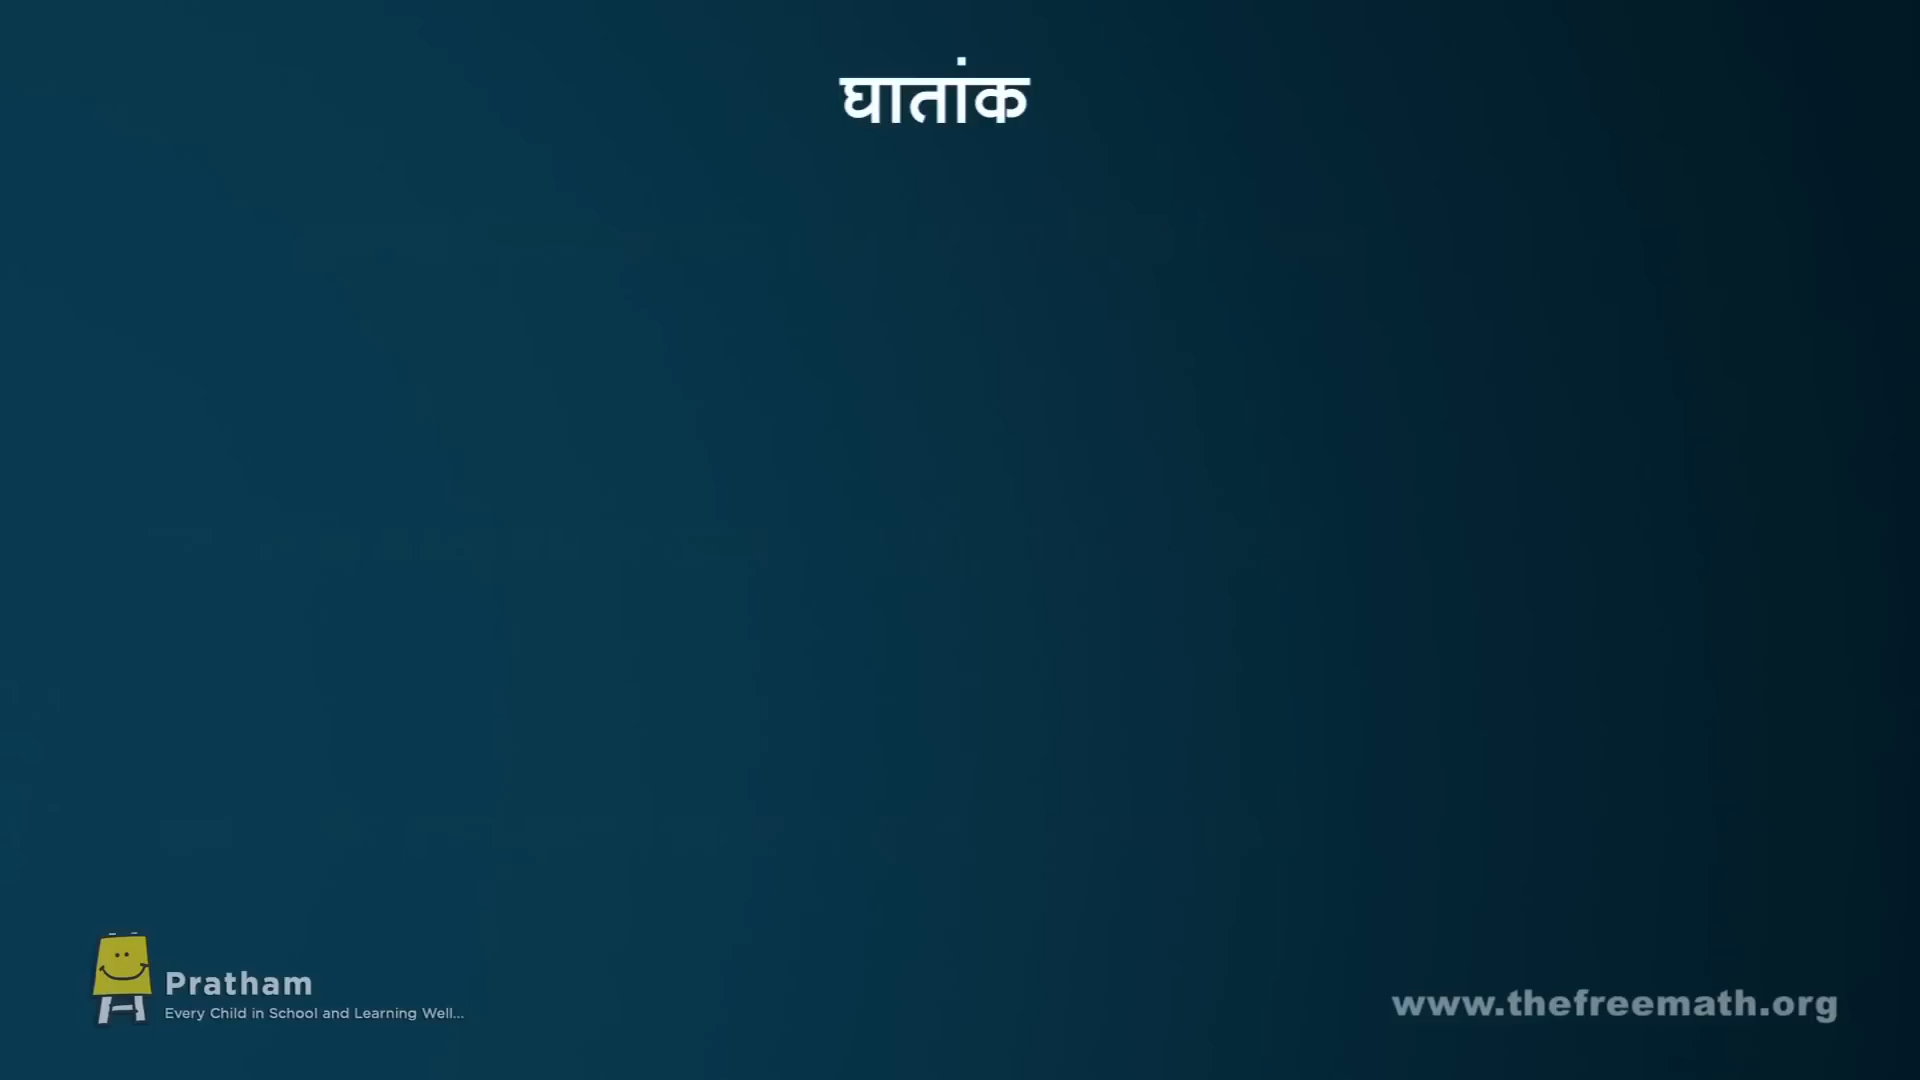 घातांक
Pratham
Every Child in School and Learning Well...
www.thefreemath.org